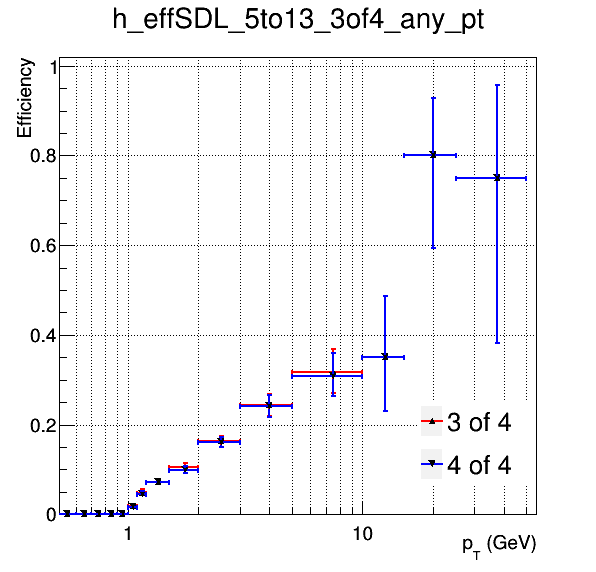 h_effSDL_5to13_3of4_any_pt
Efficiency
1
0.8
0.6
0.4
0.2
0
3 of 4
4 of 4
1
10
p_T (GeV)